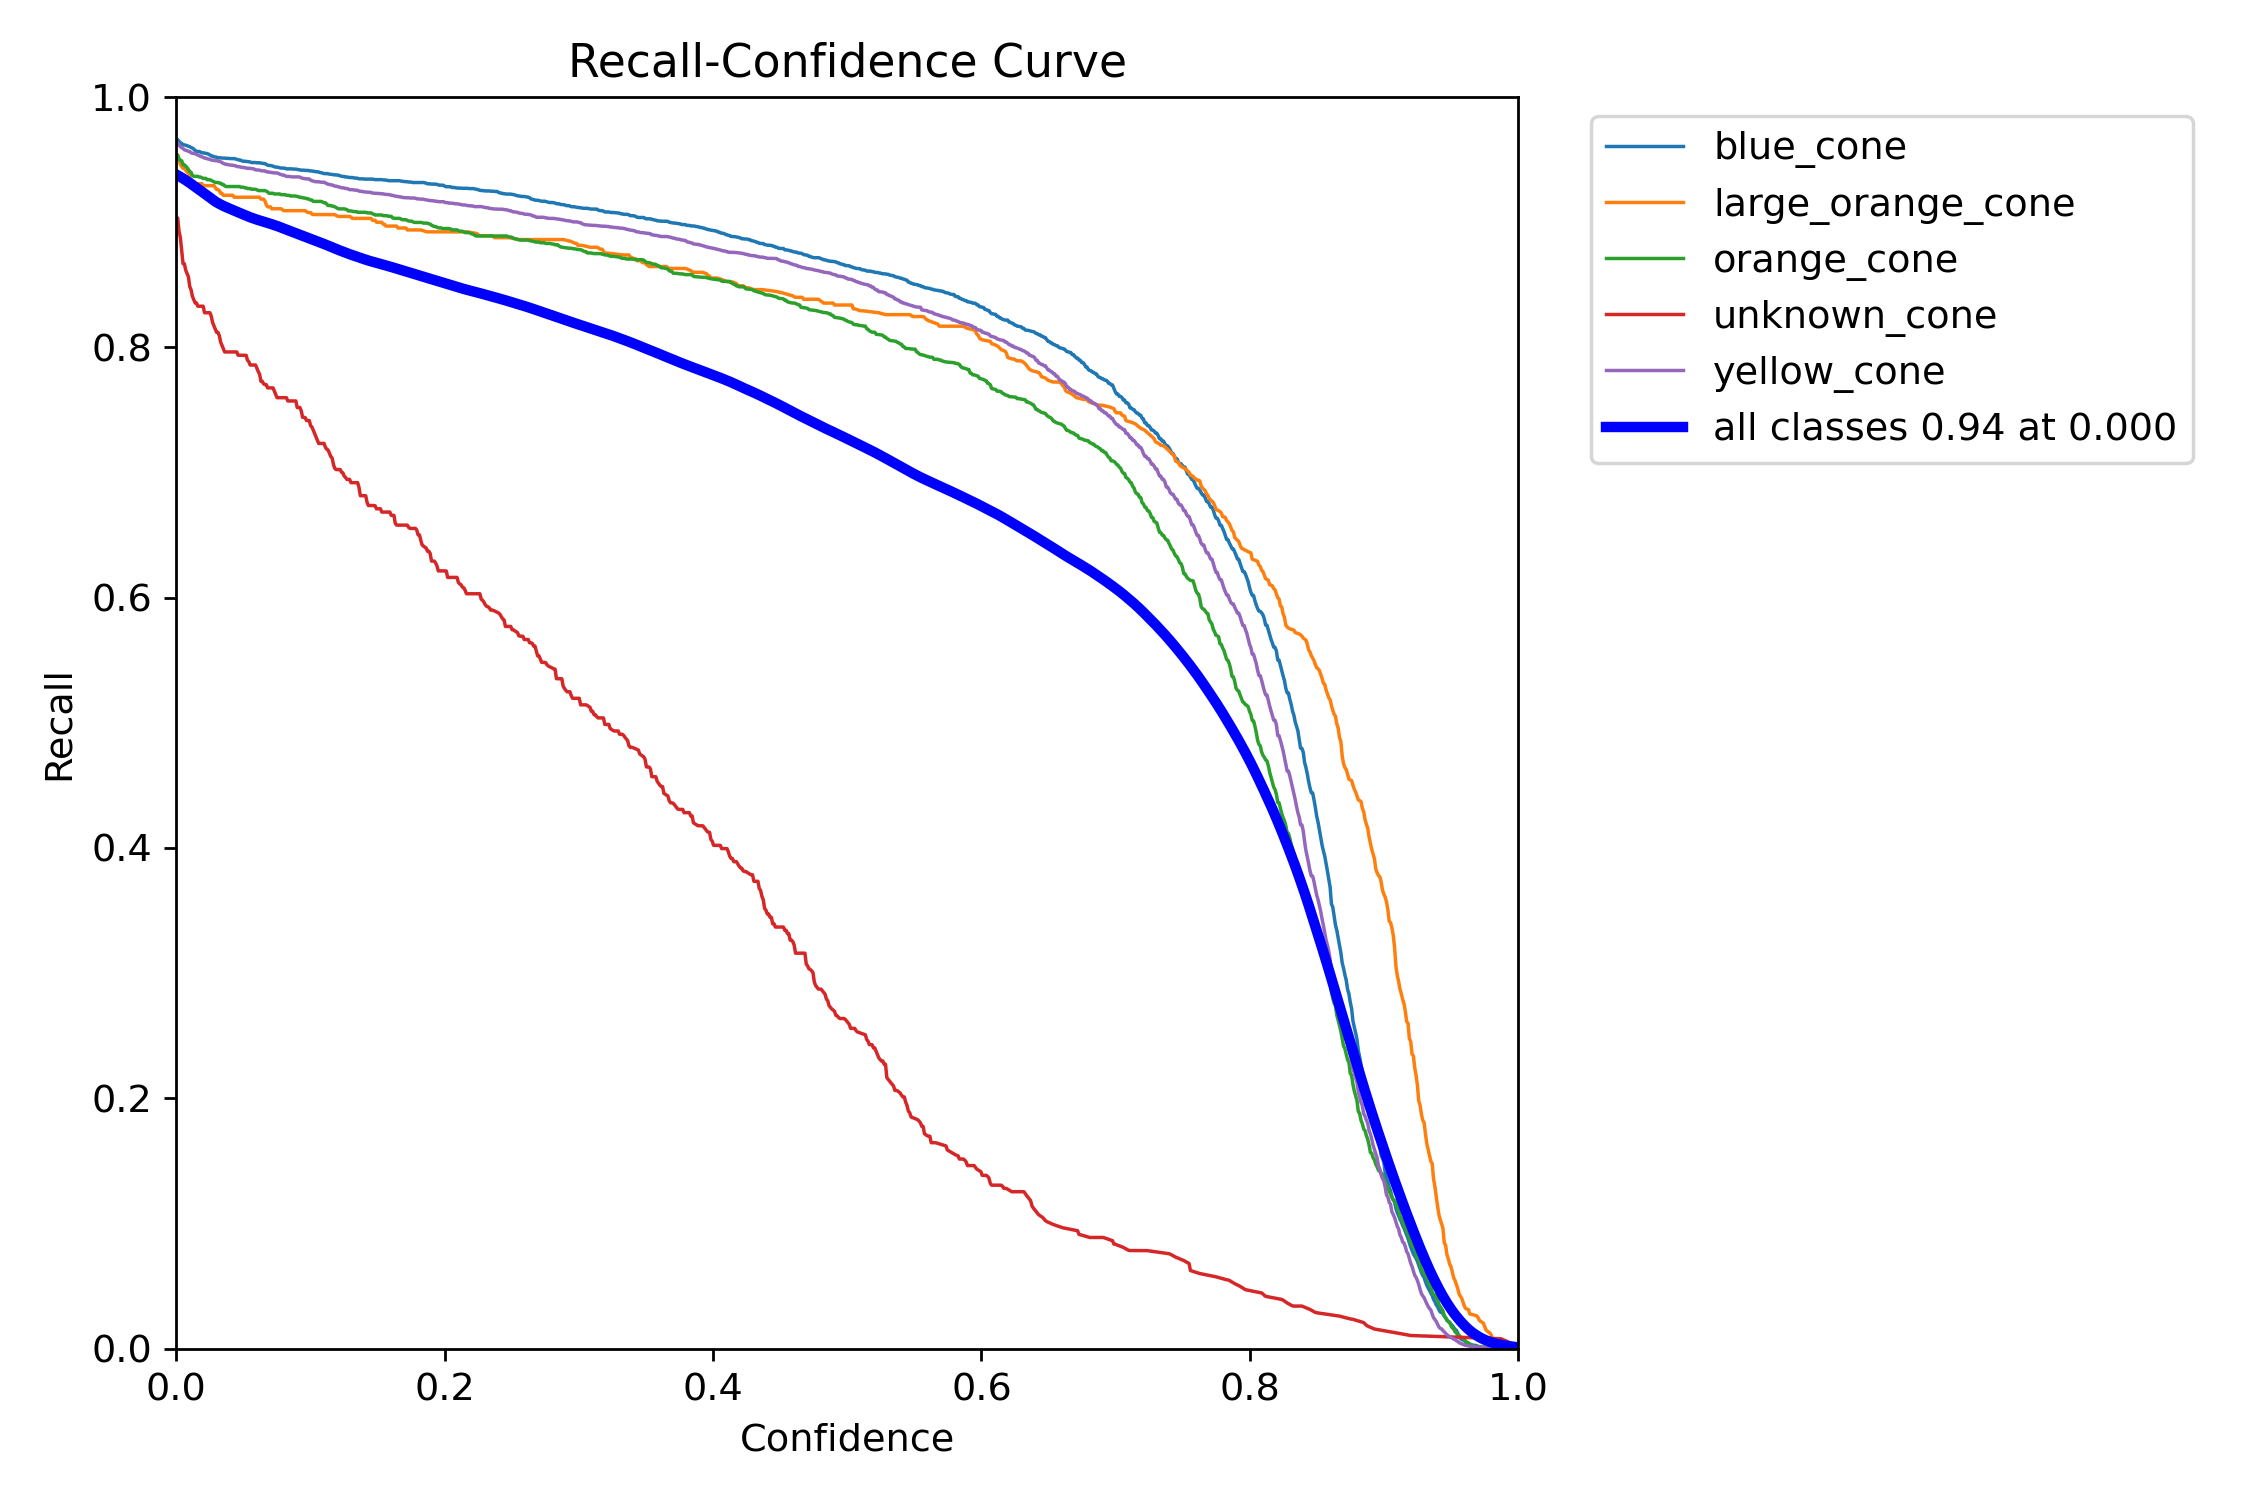 Recall-Confidence Curve
1.0
0.8
0.6
0.4
0.2
0.0
Recall
0.0 0.2 0.4 0.6 0.8 1.0
Confidence
blue_cone
large_orange_cone
orange_cone
unknown_cone
yellow_cone
all classes 0.94 at 0.000